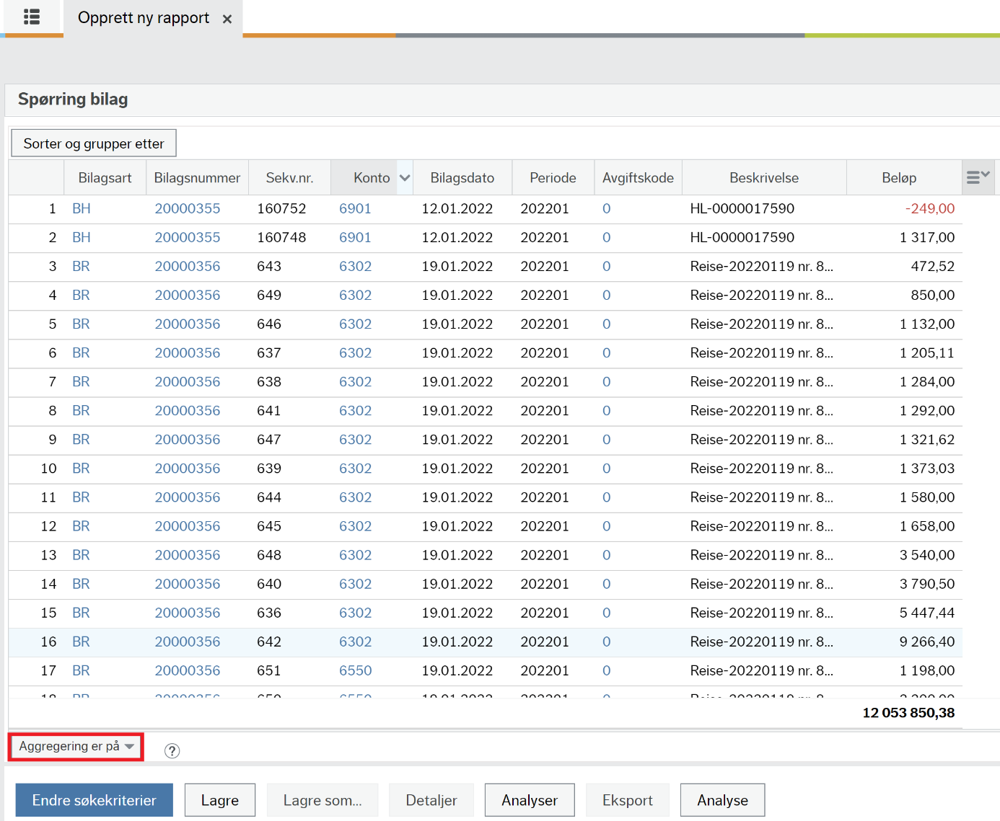 Opprett ny rapport ×
Spørring bilag
Sorter og grupper etter
Bilagsart Bilagsnummer Sekv.nr. Konto Bilagsdato Periode Avgiftskode Beskrivelse Beløp
1 BH 20000355 160752 6901 12.01.2022 202201 0 HL-0000017590 -249,00
2 BH 20000355 160748 6901 12.01.2022 202201 0 HL-0000017590 1 317,00
3 BR 20000356 643 6302 19.01.2022 202201 0 Reise-20220119 nr. 8... 472,52
4 BR 20000356 649 6302 19.01.2022 202201 0 Reise-20220119 nr. 8... 850,00
5 BR 20000356 646 6302 19.01.2022 202201 0 Reise-20220119 nr. 8... 1 132,00
6 BR 20000356 637 6302 19.01.2022 202201 0 Reise-20220119 nr. 8... 1 205,11
7 BR 20000356 638 6302 19.01.2022 202201 0 Reise-20220119 nr. 8... 1 284,00
8 BR 20000356 641 6302 19.01.2022 202201 0 Reise-20220119 nr. 8... 1 292,00
9 BR 20000356 647 6302 19.01.2022 202201 0 Reise-20220119 nr. 8... 1 321,62
10 BR 20000356 639 6302 19.01.2022 202201 0 Reise-20220119 nr. 8... 1 373,03
11 BR 20000356 644 6302 19.01.2022 202201 0 Reise-20220119 nr. 8... 1 580,00
12 BR 20000356 645 6302 19.01.2022 202201 0 Reise-20220119 nr. 8... 1 658,00
13 BR 20000356 648 6302 19.01.2022 202201 0 Reise-20220119 nr. 8... 3 540,00
14 BR 20000356 640 6302 19.01.2022 202201 0 Reise-20220119 nr. 8... 3 790,50
15 BR 20000356 636 6302 19.01.2022 202201 0 Reise-20220119 nr. 8... 5 447,44
16 BR 20000356 642 6302 19.01.2022 202201 0 Reise-20220119 nr. 8... 9 266,40
17 BR 20000356 651 6550 19.01.2022 202201 0 Reise-20220119 nr. 8... 1 198,00
12 053 850,38
Aggregering er på ?
Endre søkekriterier Lagre Lagre som... Detaljer Analyser Eksport Analyse